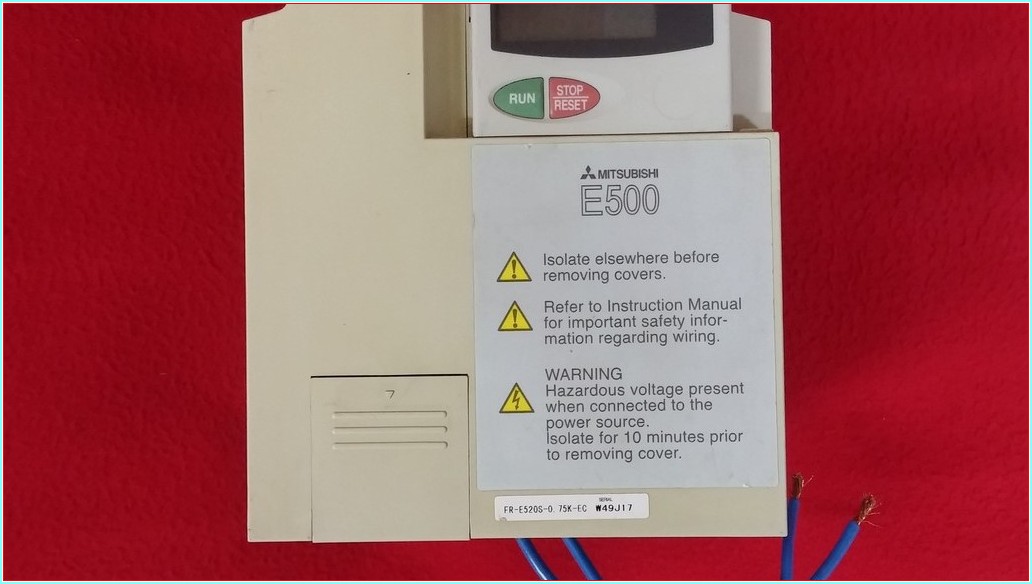 RUN
STOP
RESET
MITSUBISHI
E500
Isolate elsewhere before
removing covers.
Refer to Instruction Manual
for important safety infor-
mation regarding wiring.
WARNING
Hazardous voltage present
when connected to the
power source.
Isolate for 10 minutes prior
to removing cover.
SERIAL
FR-E520S-0.75K-EC W49J17